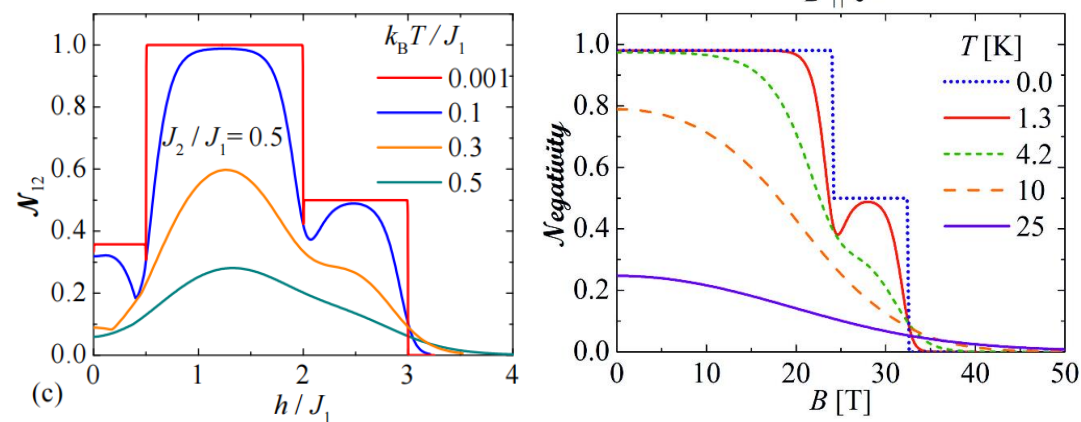 k_B T / J_1
0.001
0.1
0.3
0.5
J_2 / J_1 = 0.5
1.0
0.8
0.6
0.4
0.2
0.0
𝒩_12
0 1 2 3 4
(c)
h / J_1
T [K]
0.0
1.3
4.2
10
25
1.0
0.8
0.6
0.4
0.2
0.0
Negativity
0 10 20 30 40 50
B [T]